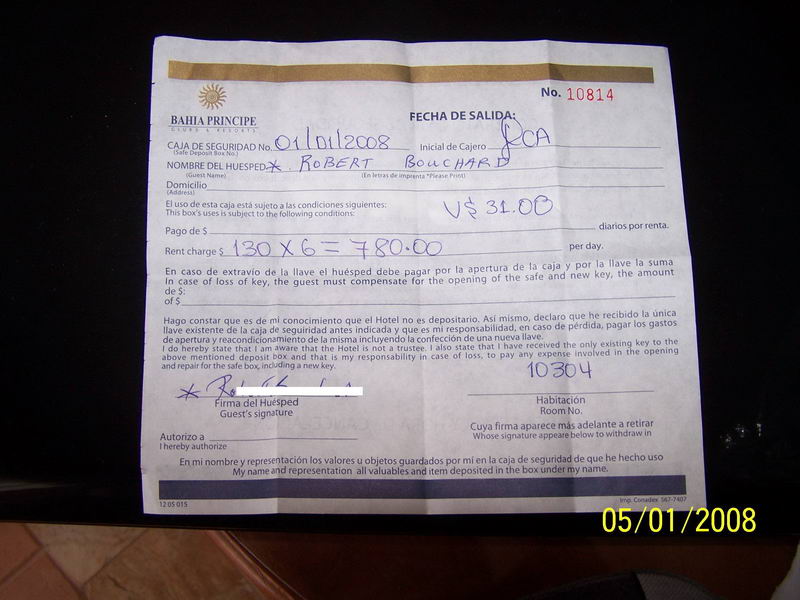 No. 10814
BAHIA PRINCIPE
CLUBS & RESORTS
FECHA DE SALIDA:
CAJA DE SEGURIDAD No. 01/01/2008 Inicial de Cajero RCA
(Safe Deposit Box No.)
NOMBRE DEL HUESPED * ROBERT BOUCHARD
(Guest Name) (En letras de imprenta *Please Print)
Domicilio
(Address)
El uso de esta caja está sujeto a las condiciones siguientes:
This box's uses is subject to the following conditions:
U$ 31.00
Pago de $ diarios por renta.
Rent charge $ 130 X 6 = 780.00 per day.
En caso de extravío de la llave el huésped debe pagar por la apertura de la caja y por la llave la suma
In case of loss of key, the guest must compensate for the opening of the safe and new key, the amount
de $:
of $
Hago constar que es de mi conocimiento que el Hotel no es depositario. Así mismo, declaro que he recibido la única
llave existente de la caja de seguiridad antes indicada y que es mi responsabilidad, en caso de pérdida, pagar los gastos
de apertura y reacondicionamiento de la misma incluyendo la confección de una nueva llave.
I do hereby state that I am aware that the Hotel is not a trustee. I also state that I have received the only existing key to the
above mentioned deposit box and that is my responsability in case of loss, to pay any expense involved in the opening
and repair for the safe box, including a new key.
10304
*
Firma del Huésped Habitación
Guest's signature Room No.
Cuya firma aparece más adelante a retirar
Autorizo a Whose signature appeare below to withdraw in
I hereby authorize
En mi nombre y representación los valores u objetos guardados por mí en la caja de seguridad de que he hecho uso
My name and representation all valuables and item deposited in the box under my name.
12 05 015 Imp. Conadex 567-7407
05/01/2008